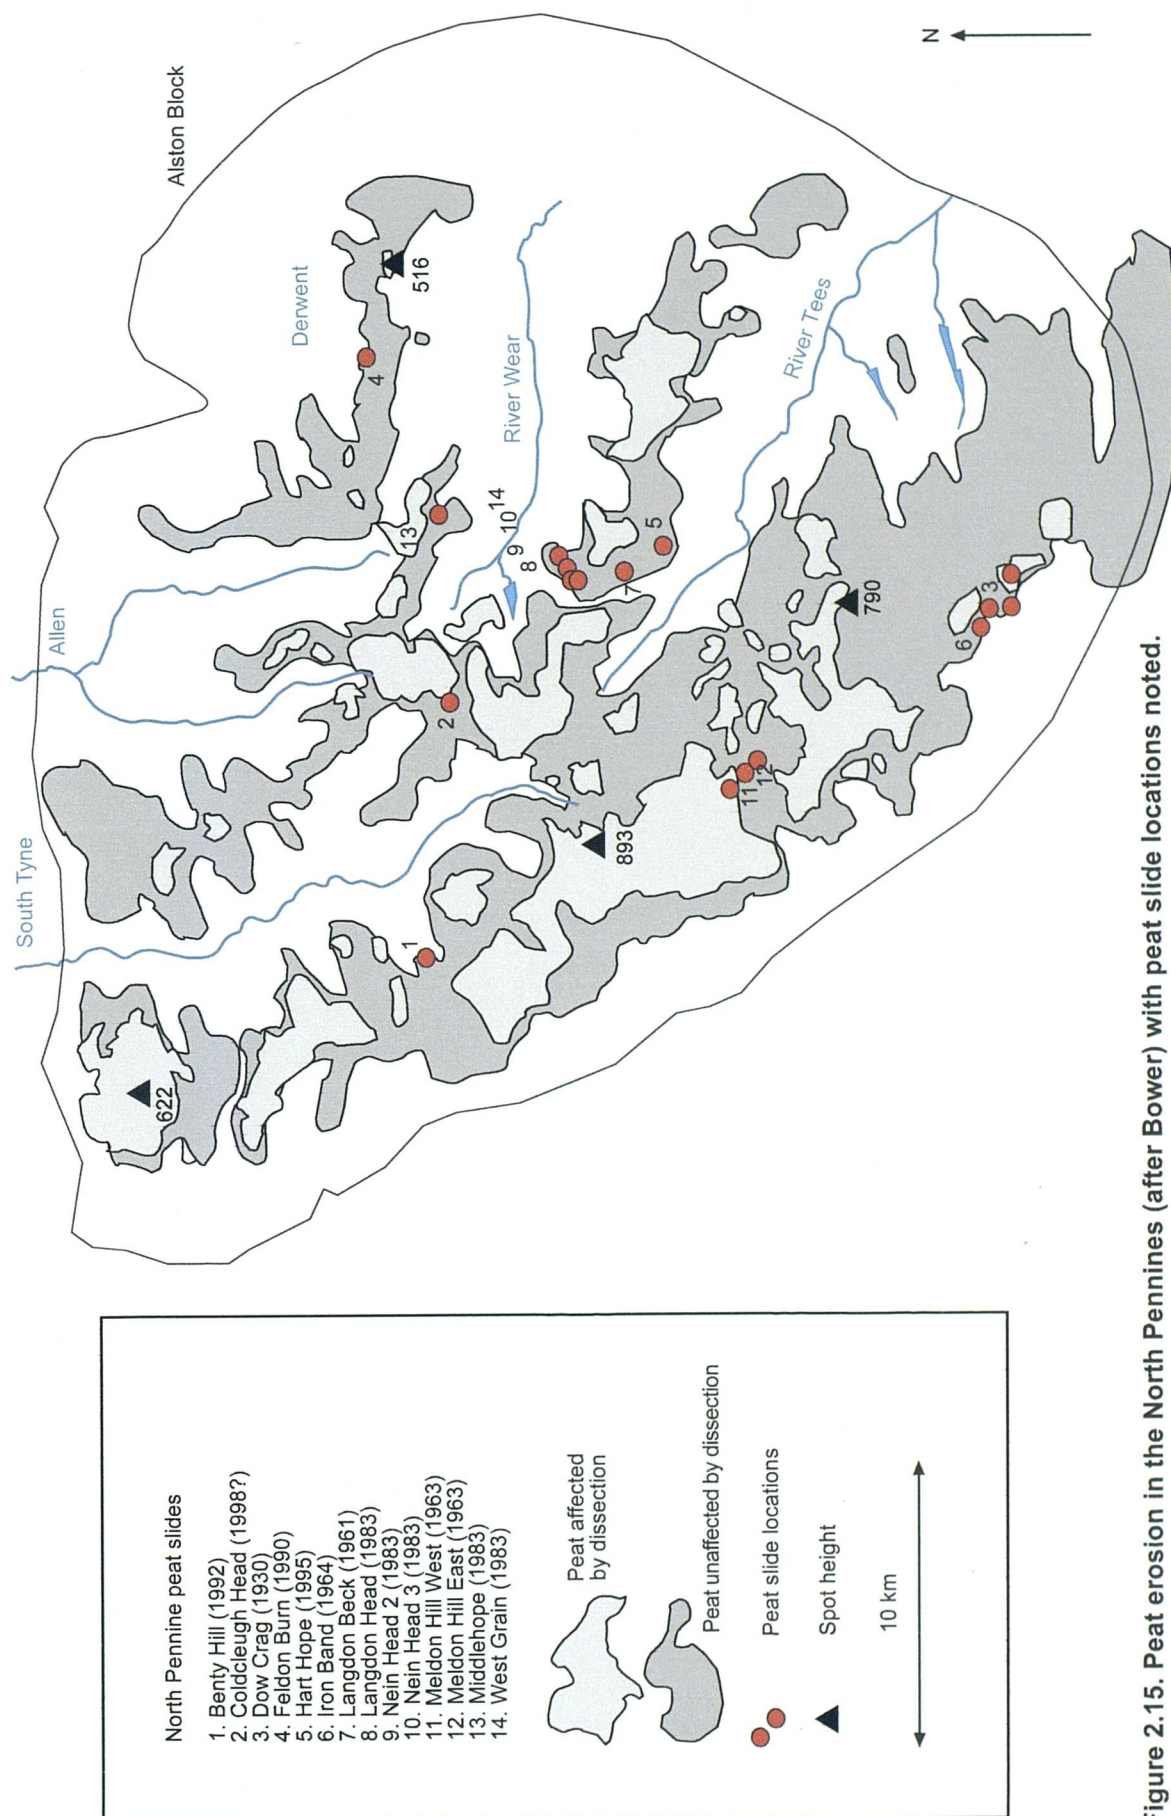 North Pennine peat slides
1. Benty Hill (1992)
2. Coldcleugh Head (1998?)
3. Dow Crag (1930)
4. Feldon Burn (1990)
5. Hart Hope (1995)
6. Iron Band (1964)
7. Langdon Beck (1961)
8. Langdon Head (1983)
9. Nein Head 2 (1983)
10. Nein Head 3 (1983)
11. Meldon Hill West (1963)
12. Meldon Hill East (1963)
13. Middlehope (1983)
14. West Grain (1983)
Peat affected
by dissection
Peat unaffected by dissection
Peat slide locations
Spot height
10 km
South Tyne
Allen
Alston Block
Derwent
N
622
516
4
13
1
2
River Wear
8
9
10
14
893
7
5
River Tees
11
12
790
6
3
Figure 2.15. Peat erosion in the North Pennines (after Bower) with peat slide locations noted.